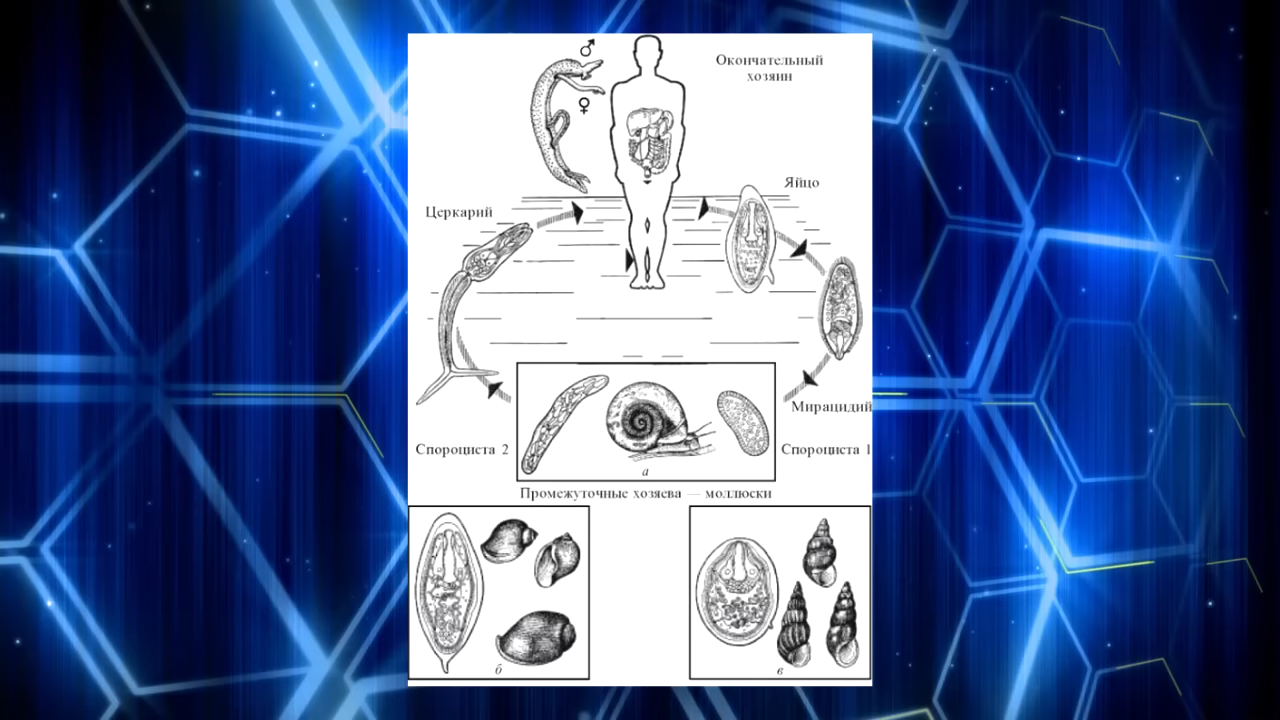 ♂
Окончательный
хозяин
♀
Яйцо
Церкарий
Мирацидий
Спороциста 2
а
Спороциста 1
Промежуточные хозяева — моллюски
б
в